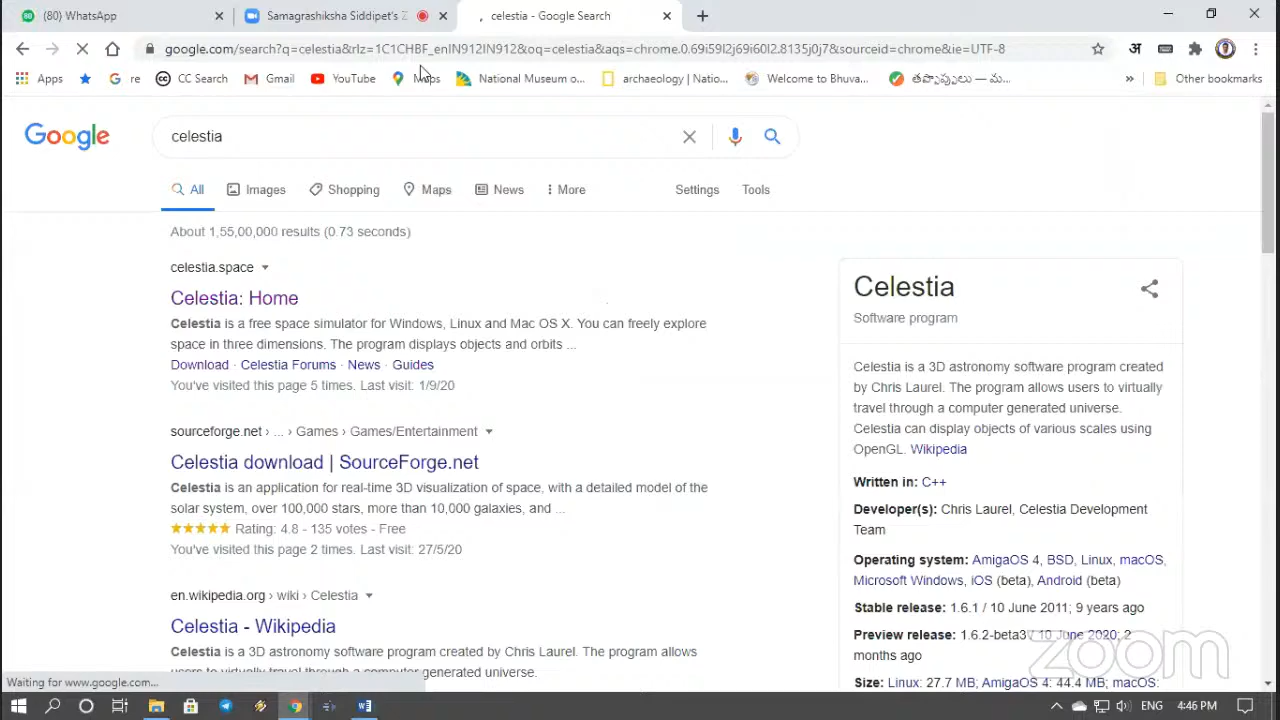 (80) WhatsApp
Samagrashiksha Siddipet's Z
celestia - Google Search
google.com/search?q=celestia&rlz=1C1CHBF_enIN912IN912&oq=celestia&aqs=chrome.0.69i59l2j69i60l2.8135j0j7&sourceid=chrome&ie=UTF-8
अ
Apps
re
CC Search
Gmail
YouTube
Maps
National Museum o...
archaeology | Natio...
Welcome to Bhuva...
తప్పొప్పులు — మ...
»
Other bookmarks
Google
celestia
All
Images
Shopping
Maps
News
More
Settings
Tools
About 1,55,00,000 results (0.73 seconds)
celestia.space
Celestia: Home
Celestia is a free space simulator for Windows, Linux and Mac OS X. You can freely explore
space in three dimensions. The program displays objects and orbits ...
Download · Celestia Forums · News · Guides
You've visited this page 5 times. Last visit: 1/9/20
sourceforge.net › ... › Games › Games/Entertainment
Celestia download | SourceForge.net
Celestia is an application for real-time 3D visualization of space, with a detailed model of the
solar system, over 100,000 stars, more than 10,000 galaxies, and ...
★★★★★ Rating: 4.8 - 135 votes - Free
You've visited this page 2 times. Last visit: 27/5/20
en.wikipedia.org › wiki › Celestia
Celestia - Wikipedia
Celestia is a 3D astronomy software program created by Chris Laurel. The program allows
users to virtually travel through a computer generated universe.
Celestia
Software program
Celestia is a 3D astronomy software program created
by Chris Laurel. The program allows users to virtually
travel through a computer generated universe.
Celestia can display objects of various scales using
OpenGL. Wikipedia
Written in: C++
Developer(s): Chris Laurel, Celestia Development
Team
Operating system: AmigaOS 4, BSD, Linux, macOS,
Microsoft Windows, iOS (beta), Android (beta)
Stable release: 1.6.1 / 10 June 2011; 9 years ago
Preview release: 1.6.2-beta3 / 10 June 2020; 2
months ago
Size: Linux: 27.7 MB; AmigaOS 4: 44.4 MB; macOS:
zoom
Waiting for www.google.com...
ENG
4:46 PM